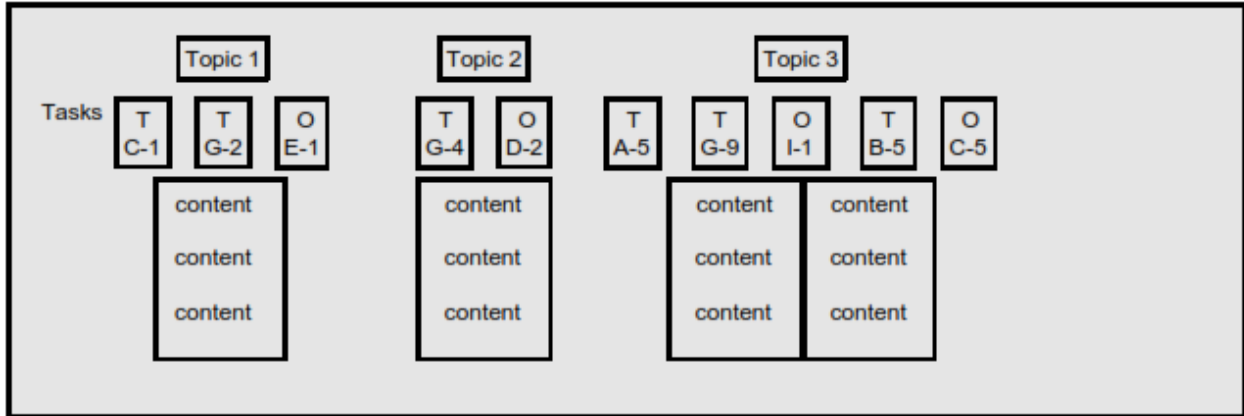 Topic 1 Topic 2 Topic 3
Tasks T T O T O T T O T O
C-1 G-2 E-1 G-4 D-2 A-5 G-9 I-1 B-5 C-5
content content content content
content content content content
content content content content